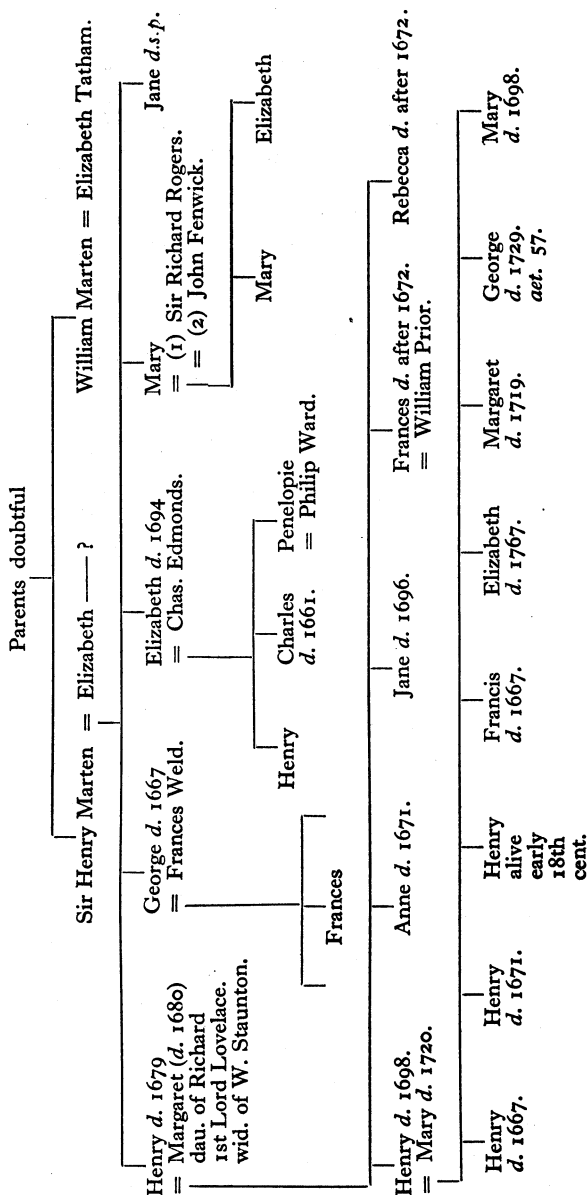 Parents doubtful
Sir Henry Marten = Elizabeth — ?
William Marten = Elizabeth Tatham.
Henry d. 1679
= Margaret (d. 1680)
dau. of Richard
1st Lord Lovelace.
wid. of W. Staunton.
George d. 1667
= Frances Weld.
Elizabeth d. 1694
= Chas. Edmonds.
Mary
= (1) Sir Richard Rogers.
= (2) John Fenwick.
Jane d.s.p.
Frances
Henry
Charles
d. 1661.
Penelopie
= Philip Ward.
Mary
Elizabeth
Henry d. 1698.
= Mary d. 1720.
Anne d. 1671.
Jane d. 1696.
Frances d. after 1672.
= William Prior.
Rebecca d. after 1672.
Henry
d. 1667.
Henry
d. 1671.
Henry
alive
early
18th
cent.
Francis
d. 1667.
Elizabeth
d. 1767.
Margaret
d. 1719.
George
d. 1729.
aet. 57.
Mary
d. 1698.